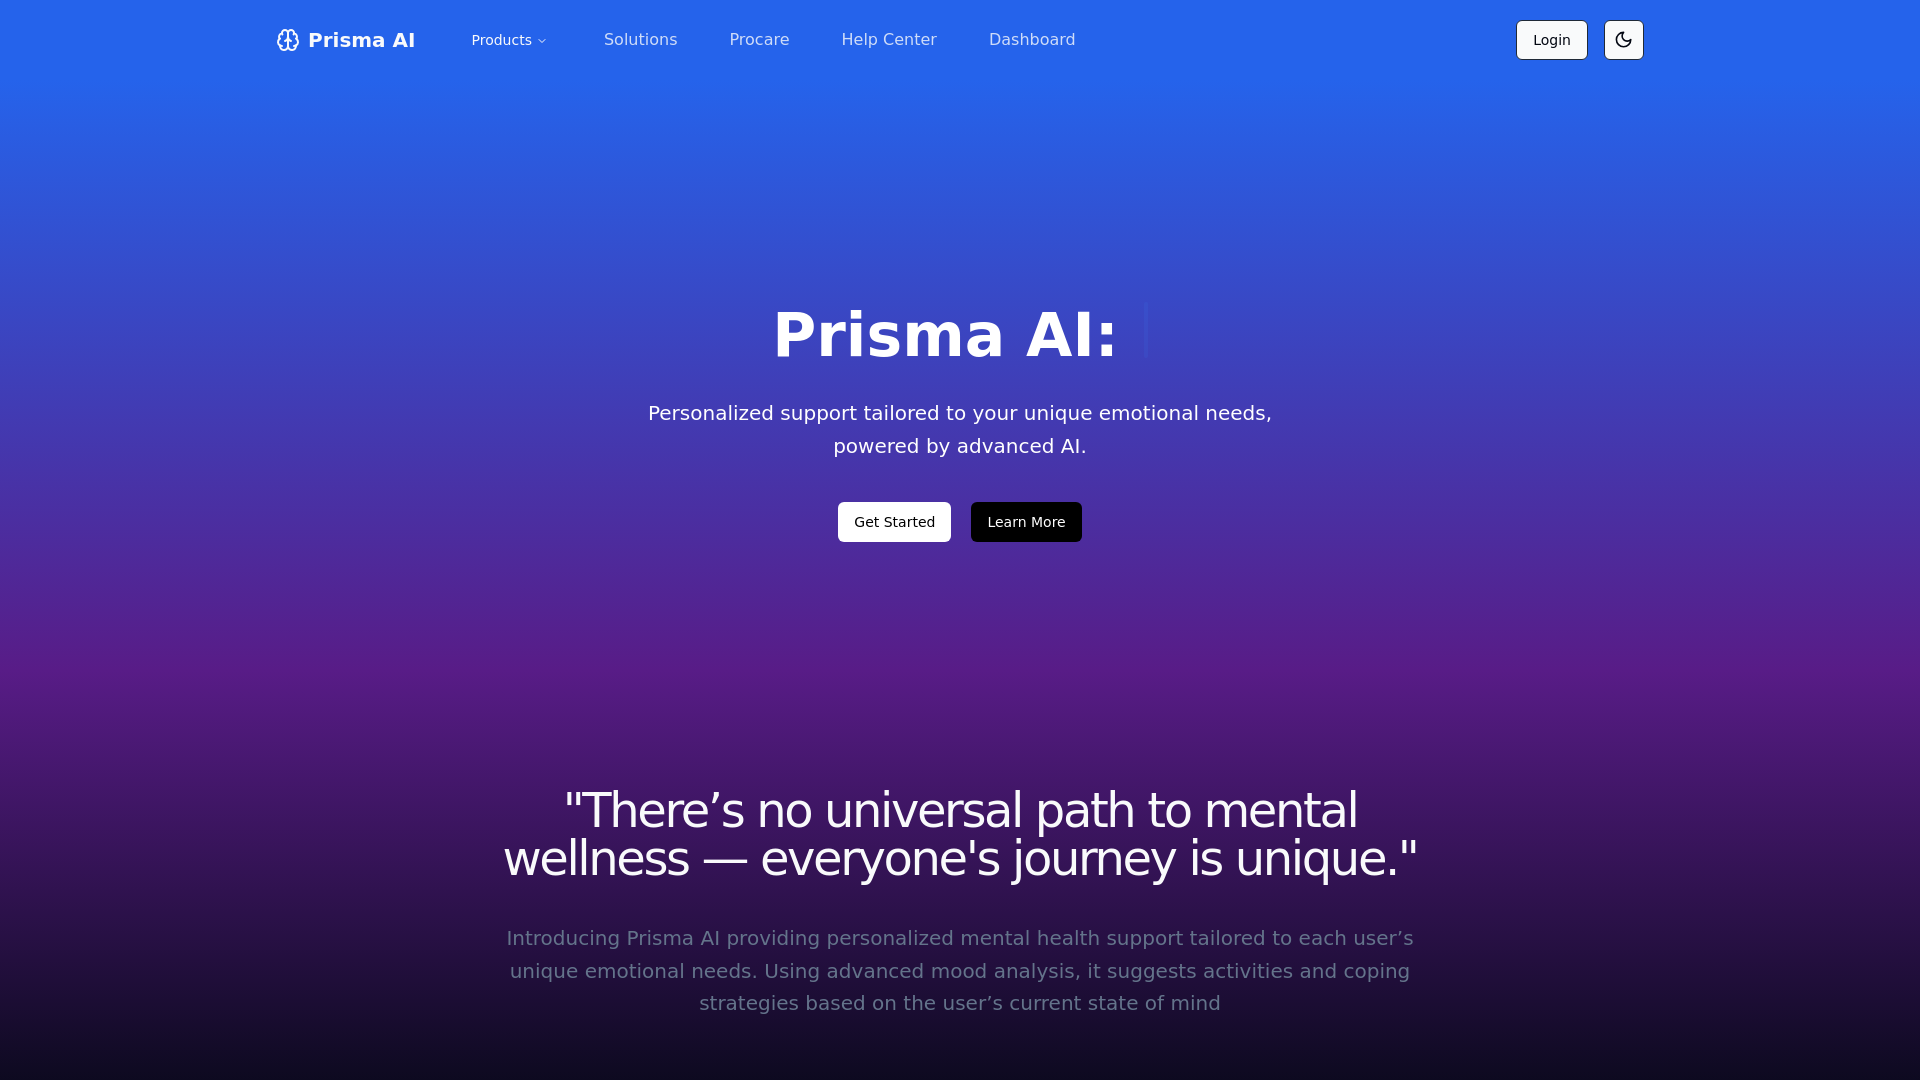 Prisma AI
Products
Solutions
Procare
Help Center
Dashboard
Login
Prisma AI:
Personalized support tailored to your unique emotional needs,
powered by advanced AI.
Get Started
Learn More
"There’s no universal path to mental
wellness — everyone's journey is unique."
Introducing Prisma AI providing personalized mental health support tailored to each user’s
unique emotional needs. Using advanced mood analysis, it suggests activities and coping
strategies based on the user’s current state of mind